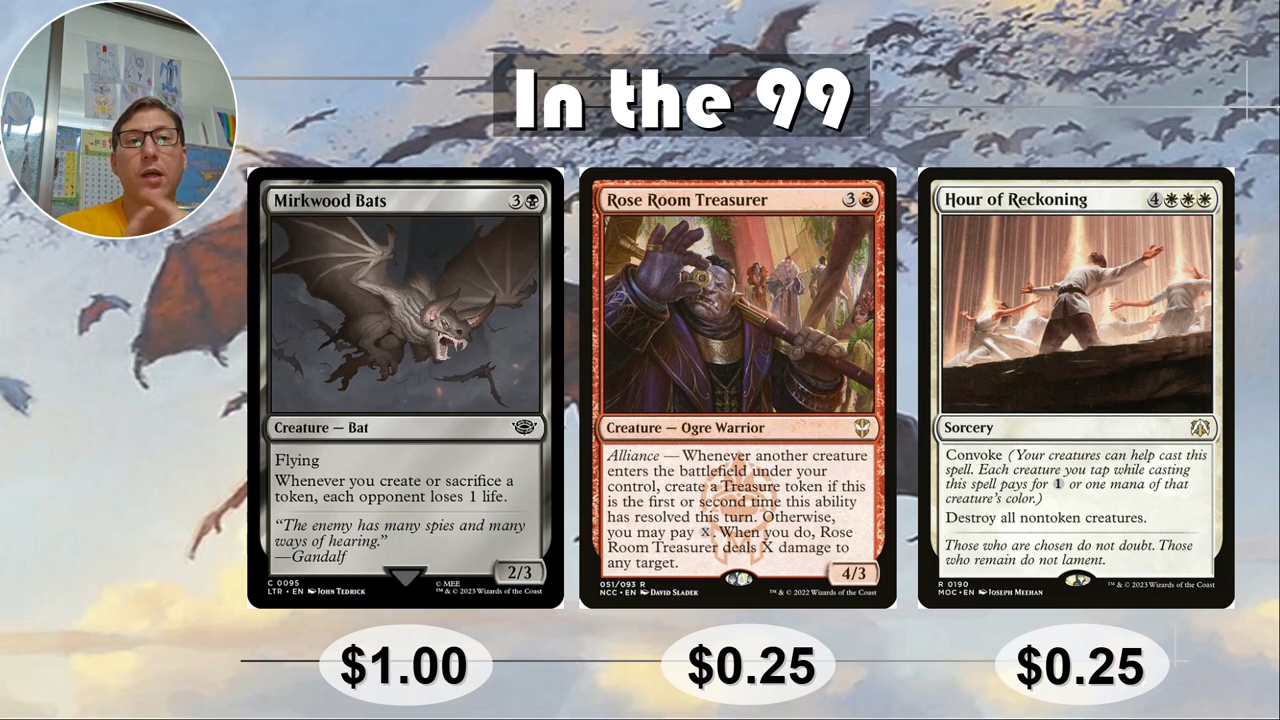 In the 99
Mirkwood Bats
3
Creature — Bat
Flying
Whenever you create or sacrifice a
token, each opponent loses 1 life.
“The enemy has many spies and many
ways of hearing.”
—Gandalf
2/3
C 0095
LTR • EN JOHN TEDRICK
© MEE
™ & © 2023 Wizards of the Coast
$1.00
Rose Room Treasurer
3
Creature — Ogre Warrior
Alliance — Whenever another creature
enters the battlefield under your
control, create a Treasure token if this
is the first or second time this ability
has resolved this turn. Otherwise,
you may pay X. When you do, Rose
Room Treasurer deals X damage to
any target.
4/3
051/093 R
NCC • EN DAVID SLADEK
™ & © 2022 Wizards of the Coast
$0.25
Hour of Reckoning
4
Sorcery
Convoke (Your creatures can help cast this
spell. Each creature you tap while casting
this spell pays for 1 or one mana of that
creature’s color.)
Destroy all nontoken creatures.
Those who are chosen do not doubt. Those
who remain do not lament.
R 0190
MOC • EN JOSEPH MEEHAN
™ & © 2023 Wizards of the Coast
$0.25